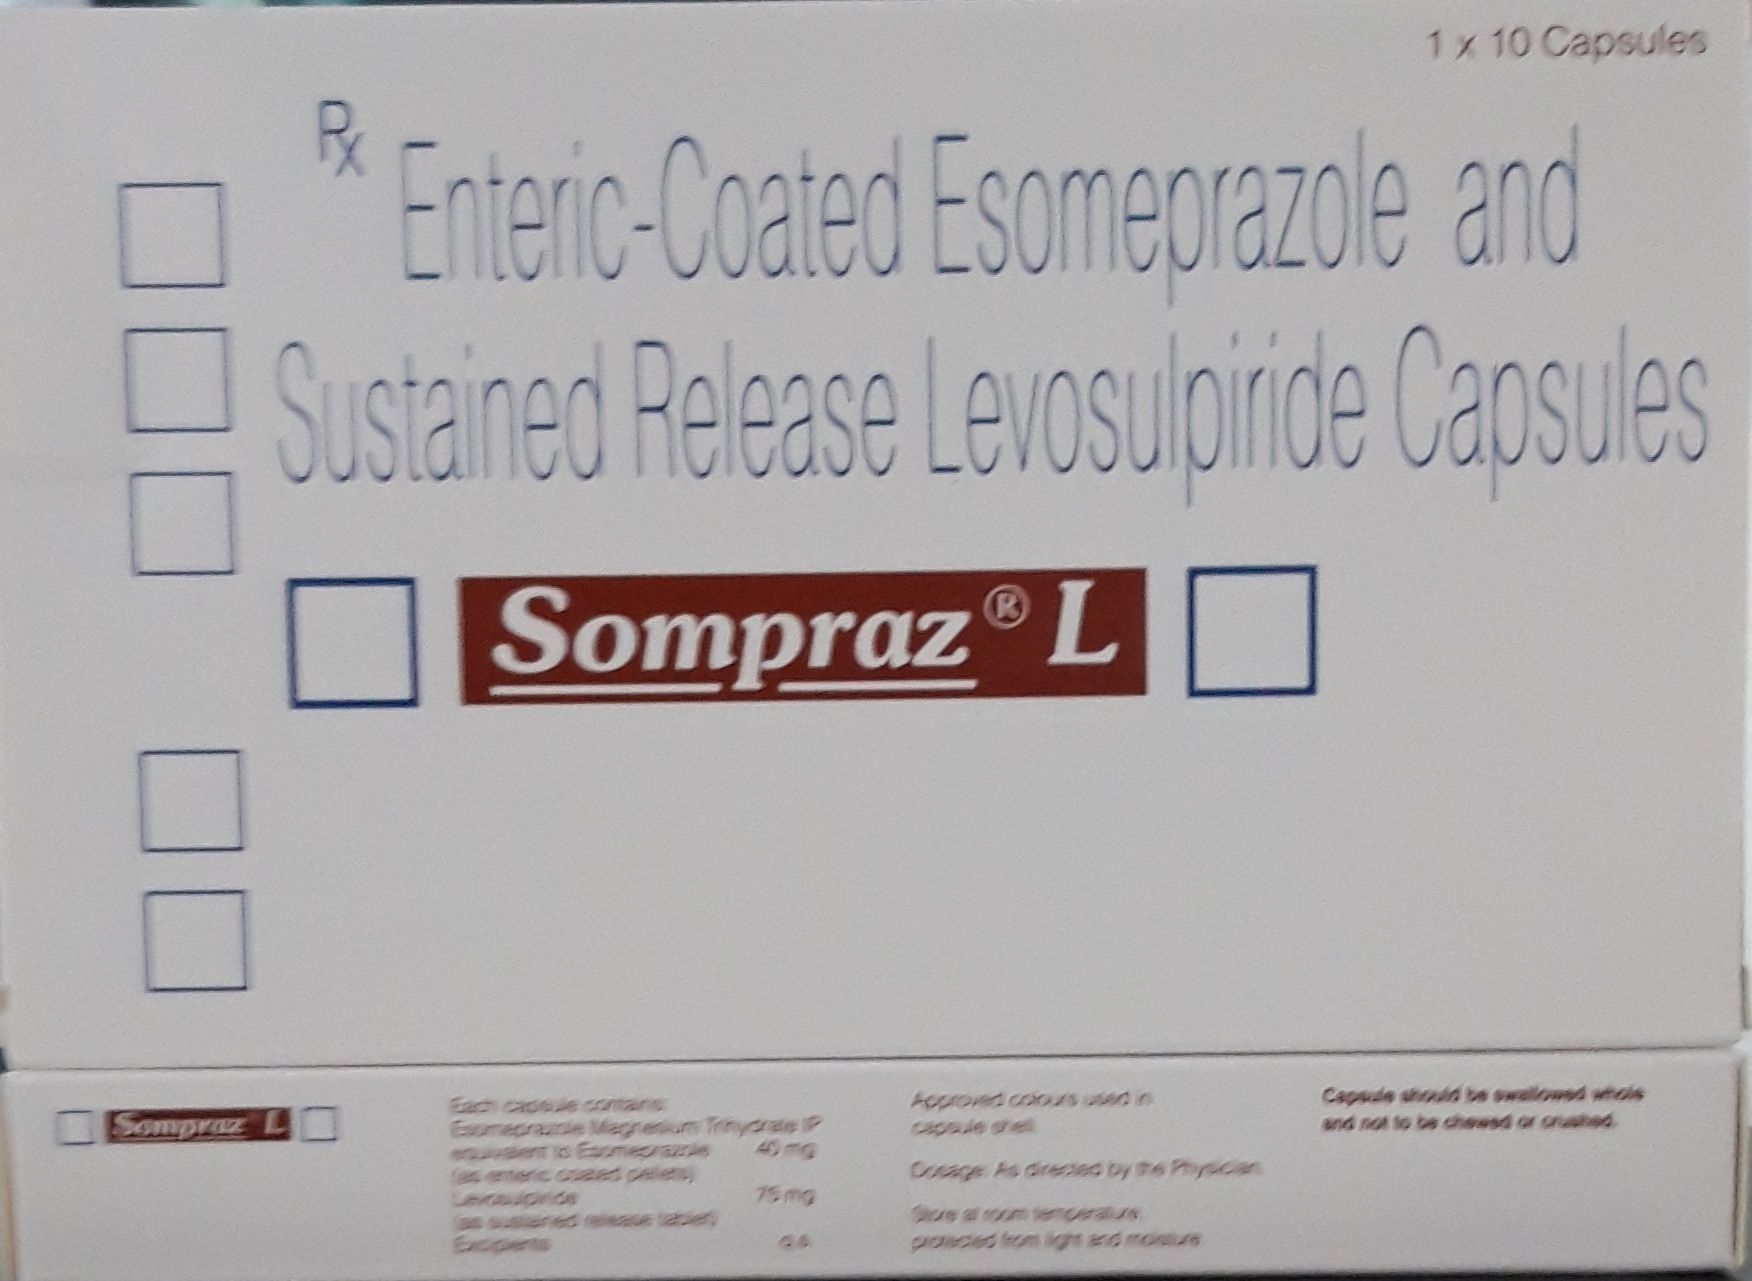 1 x 10 Capsules
Rx Enteric-Coated Esomeprazole and
Sustained Release Levosulpiride Capsules
Sompraz® L
Sompraz L
Each capsule contains:
Esomeprazole Magnesium Trihydrate IP
equivalent to Esomeprazole 40 mg
(as enteric coated pellets)
Levosulpiride 75 mg
(as sustained release tablet)
Excipients q.s.
Approved colours used in
capsule shell.
Dosage: As directed by the Physician.
Store at room temperature,
protected from light and moisture.
Capsule should be swallowed whole
and not to be chewed or crushed.